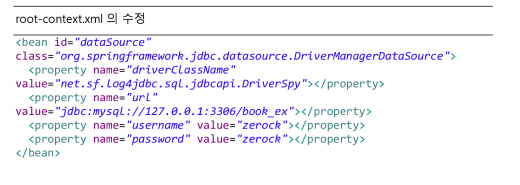 root-context.xml 의 수정
<bean id="dataSource"
class="org.springframework.jdbc.datasource.DriverManagerDataSource">
<property name="driverClassName"
value="net.sf.log4jdbc.sql.jdbcapi.DriverSpy"></property>
<property name="url"
value="jdbc:mysql://127.0.0.1:3306/book_ex"></property>
<property name="username" value="zerock"></property>
<property name="password" value="zerock"></property>
</bean>